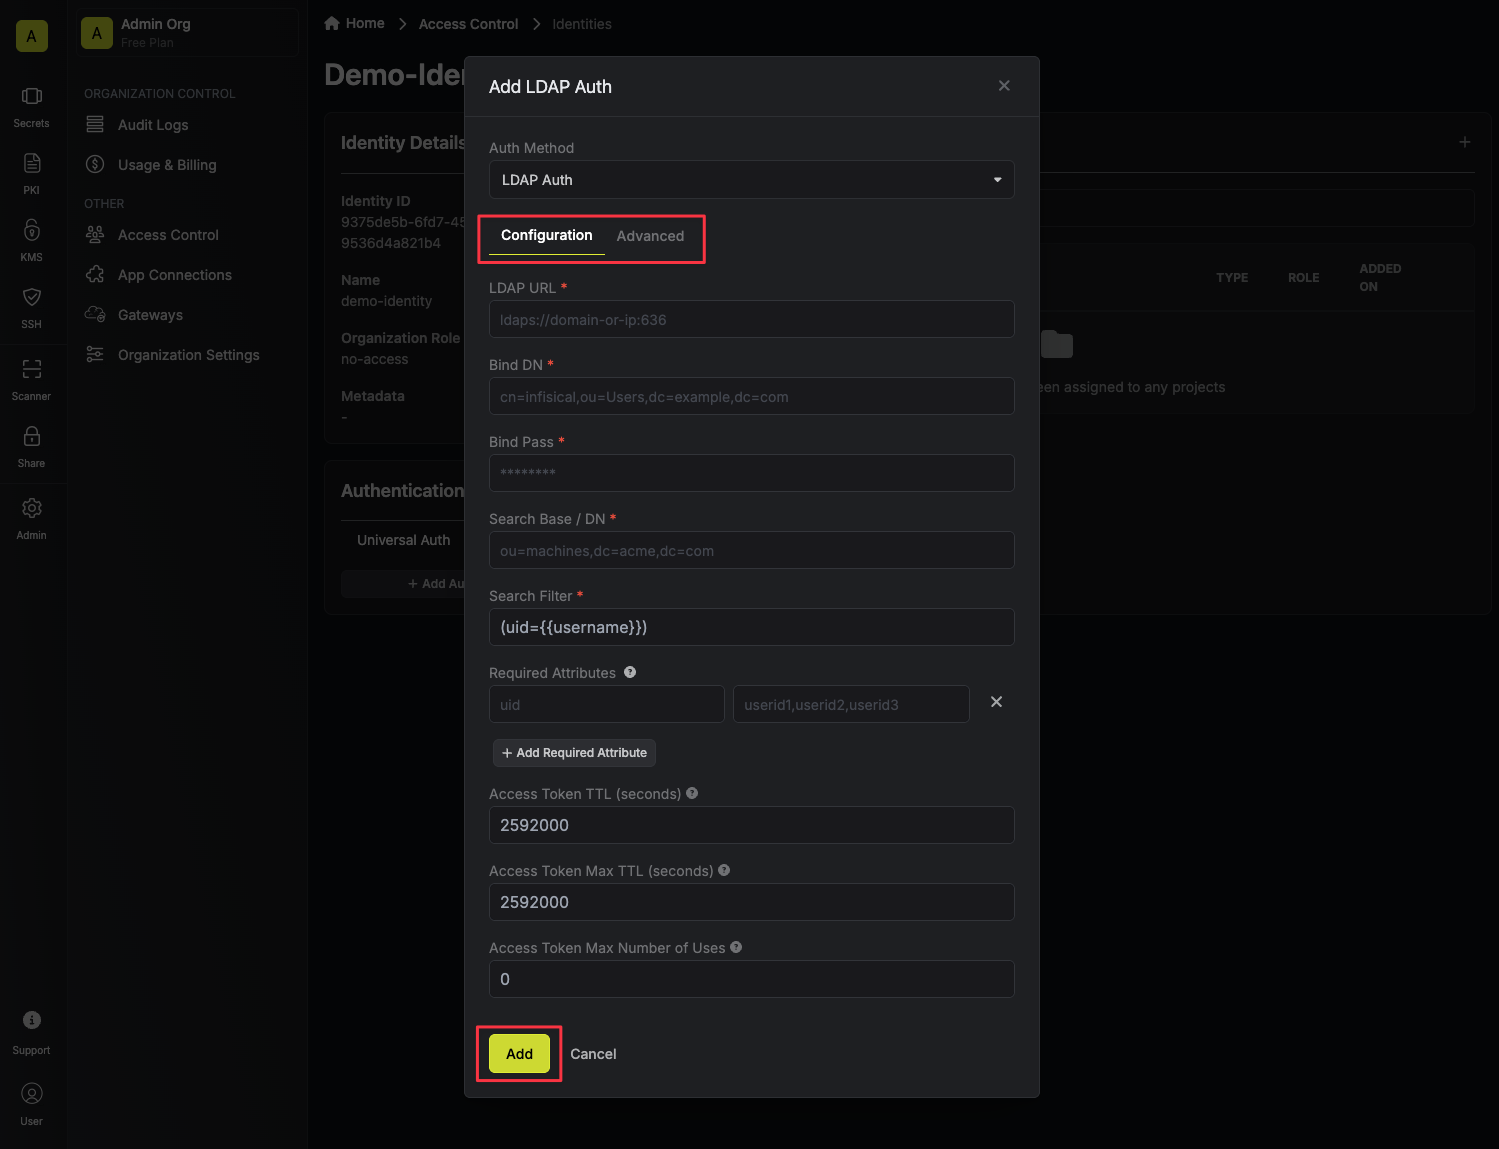 A
Secrets
PKI
KMS
SSH
Scanner
Share
Admin
Support
User
A
Admin Org
Free Plan
ORGANIZATION CONTROL
Audit Logs
Usage & Billing
OTHER
Access Control
App Connections
Gateways
Organization Settings
Home
Access Control
Identities
Identity Details
Identity ID
9375de5b-6fd7-45
9536d4a821b4
Name
demo-identity
Organization Role
no-access
Metadata
-
Authentication
Universal Auth
+ Add Au
TYPE
ROLE
ADDED
ON
assigned to any projects
Add LDAP Auth
Auth Method
LDAP Auth
Configuration
Advanced
LDAP URL *
ldaps://domain-or-ip:636
Bind DN *
cn=infisical,ou=Users,dc=example,dc=com
Bind Pass *
********
Search Base / DN *
ou=machines,dc=acme,dc=com
Search Filter *
(uid={{username}})
Required Attributes ?
uid
userid1,userid2,userid3
+ Add Required Attribute
Access Token TTL (seconds) ?
2592000
Access Token Max TTL (seconds) ?
2592000
Access Token Max Number of Uses ?
0
Add
Cancel